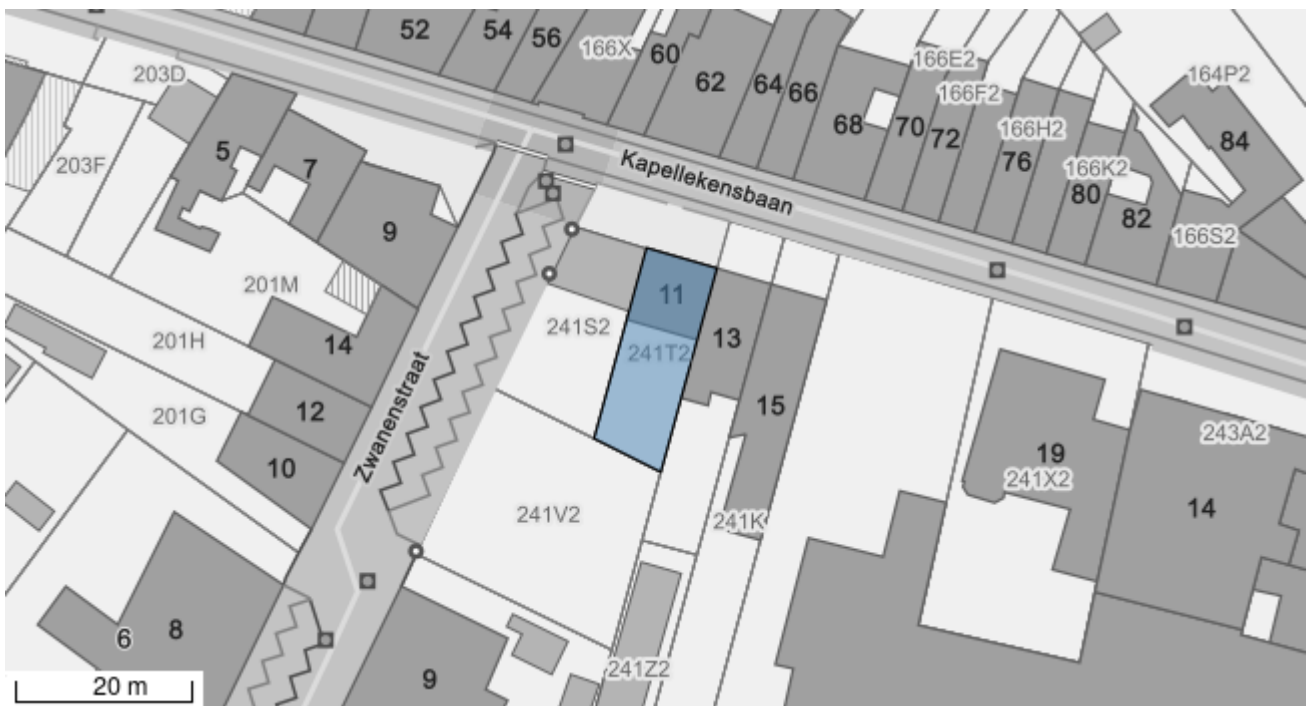 52
54
56
166X
60
62
64
66
68
70
72
166E2
166F2
166H2
76
166K2
80
82
164P2
84
166S2
203D
203F
5
7
9
Kapellekensbaan
201M
201H
201G
14
12
10
Zwanenstraat
241S2
11
241T2
13
15
241V2
241K
19
241X2
243A2
14
6
8
9
241Z2
20 m